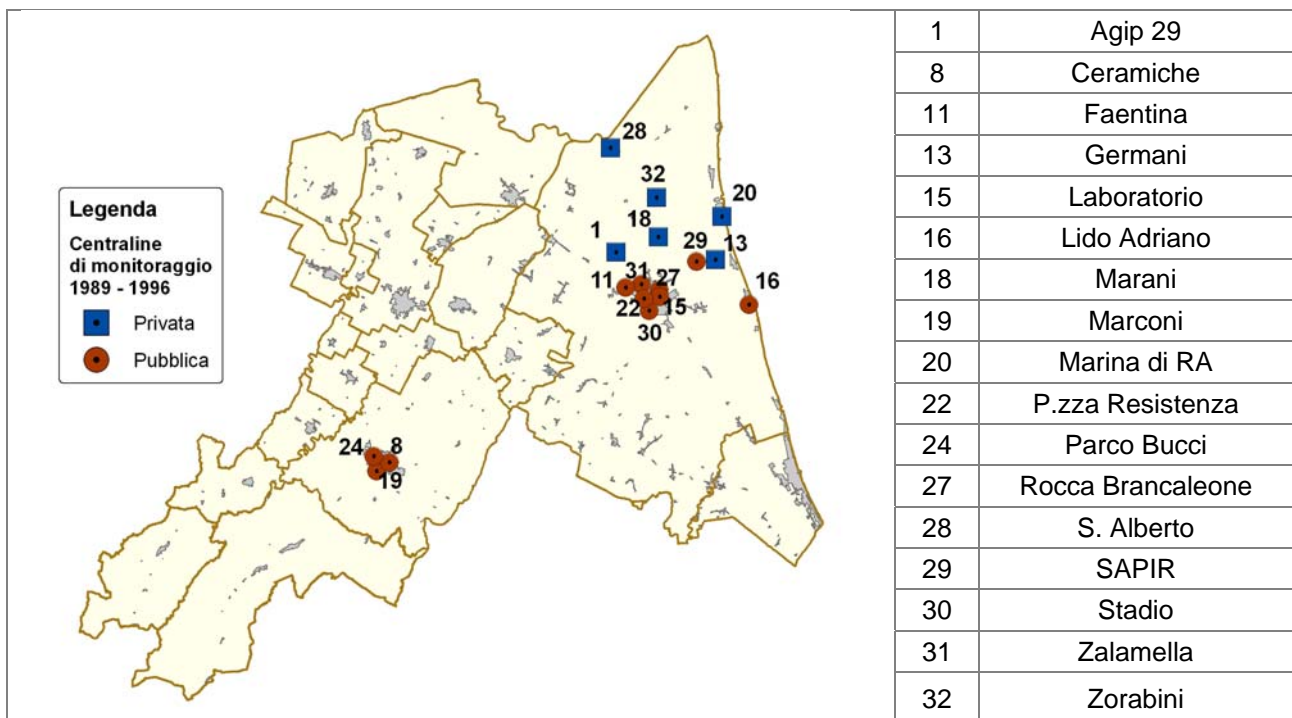 Legenda
Centraline
di monitoraggio
1989 - 1996
Privata
Pubblica
28
32
20
18
1
29
13
31
27
11
16
22
15
30
24
8
19
1 Agip 29
8 Ceramiche
11 Faentina
13 Germani
15 Laboratorio
16 Lido Adriano
18 Marani
19 Marconi
20 Marina di RA
22 P.zza Resistenza
24 Parco Bucci
27 Rocca Brancaleone
28 S. Alberto
29 SAPIR
30 Stadio
31 Zalamella
32 Zorabini